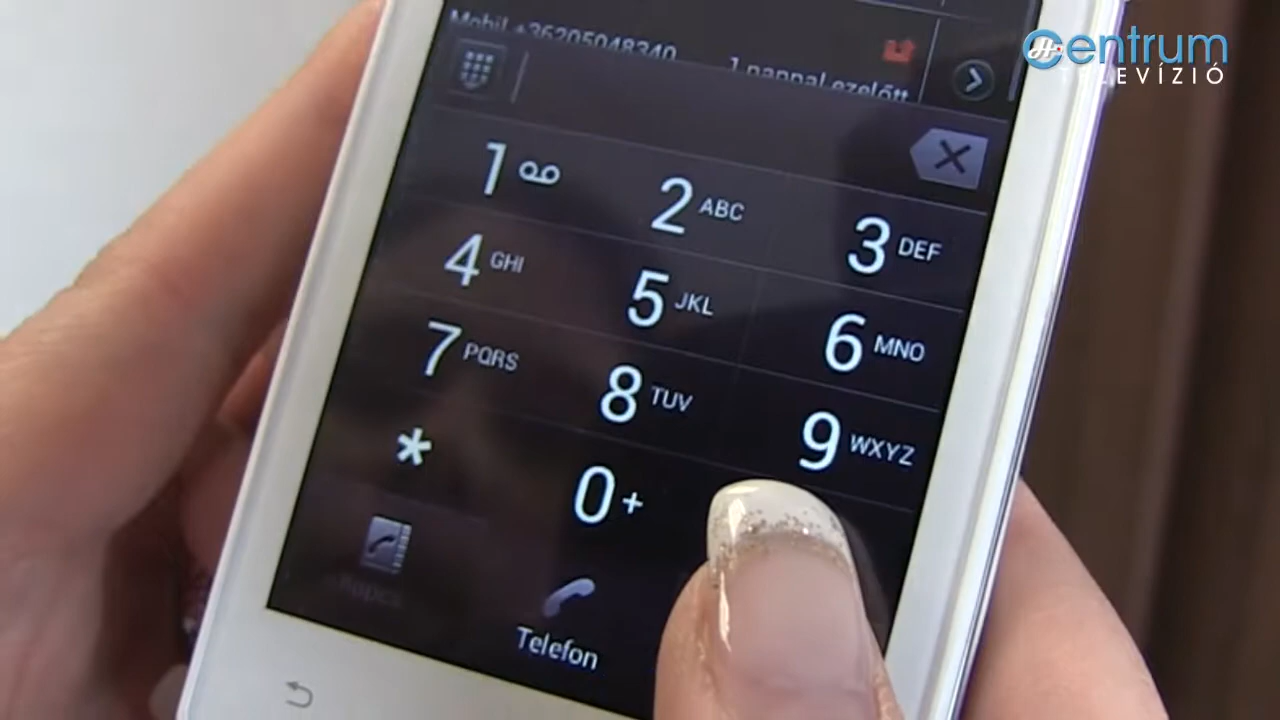 Mobil +36205048340
1 nappal ezelőtt
Centrum
TELEVÍZIÓ
1
2 ABC
3 DEF
4 GHI
5 JKL
6 MNO
7 PQRS
8 TUV
9 WXYZ
*
0 +
Telefon